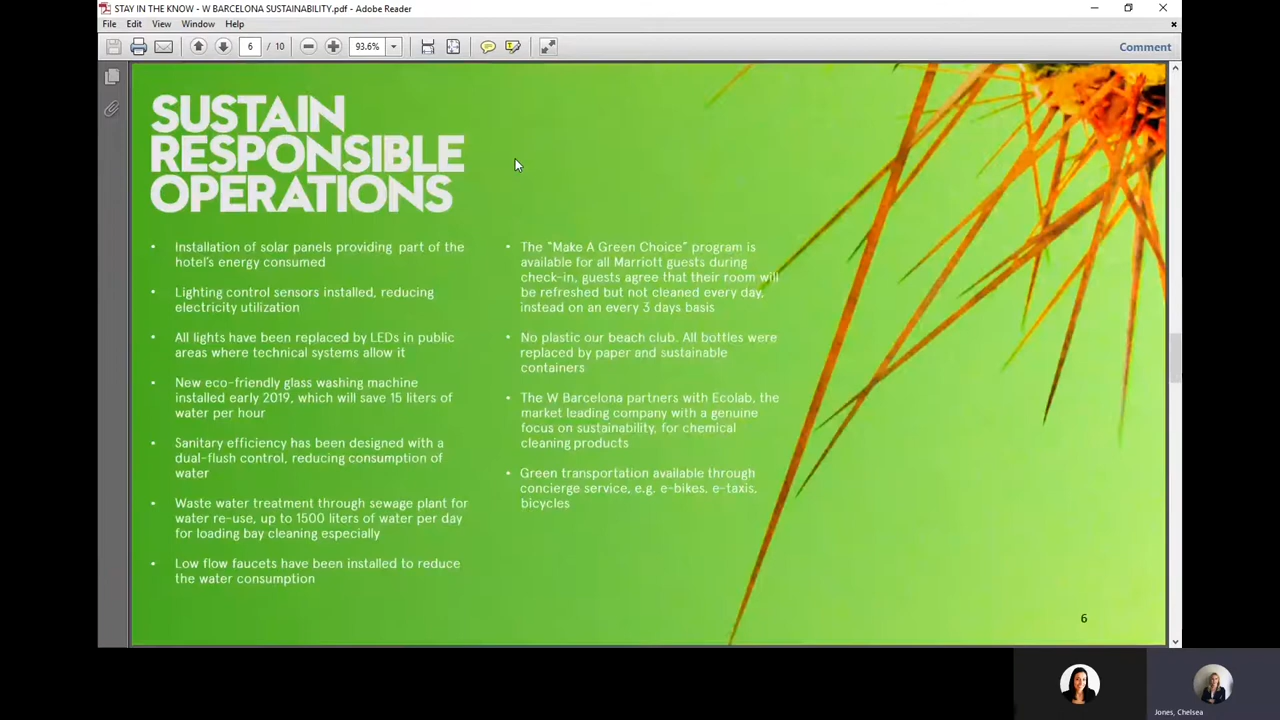 STAY IN THE KNOW - W BARCELONA SUSTAINABILITY.pdf - Adobe Reader
File Edit View Window Help
6 / 10 93.6% Comment
SUSTAIN
RESPONSIBLE
OPERATIONS
• Installation of solar panels providing part of the
hotel's energy consumed
• Lighting control sensors installed, reducing
electricity utilization
• All lights have been replaced by LEDs in public
areas where technical systems allow it
• New eco-friendly glass washing machine
installed early 2019, which will save 15 liters of
water per hour
• Sanitary efficiency has been designed with a
dual-flush control, reducing consumption of
water
• Waste water treatment through sewage plant for
water re-use, up to 1500 liters of water per day
for loading bay cleaning especially
• Low flow faucets have been installed to reduce
the water consumption
• The "Make A Green Choice" program is
available for all Marriott guests during
check-in, guests agree that their room will
be refreshed but not cleaned every day,
instead on an every 3 days basis
• No plastic our beach club. All bottles were
replaced by paper and sustainable
containers
• The W Barcelona partners with Ecolab, the
market leading company with a genuine
focus on sustainability, for chemical
cleaning products
• Green transportation available through
concierge service, e.g. e-bikes, e-taxis,
bicycles
6
Jones, Chelsea